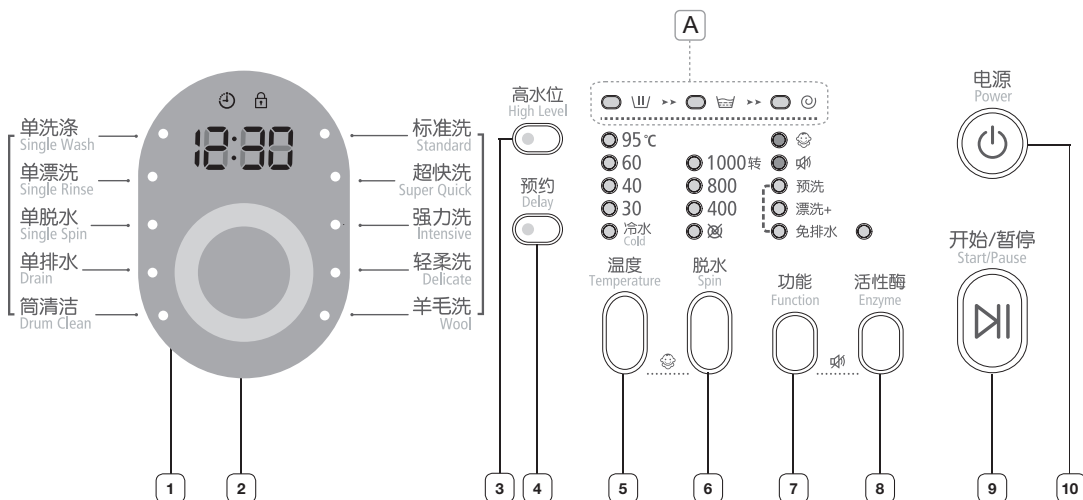 A
12:30
单洗涤
Single Wash
单漂洗
Single Rinse
单脱水
Single Spin
单排水
Drain
筒清洁
Drum Clean
标准洗
Standard
超快洗
Super Quick
强力洗
Intensive
轻柔洗
Delicate
羊毛洗
Wool
高水位
High Level
预约
Delay
95℃
60
40
30
冷水
Cold
温度
Temperature
1000转
800
400
脱水
Spin
预洗
漂洗+
免排水
功能
Function
活性酶
Enzyme
电源
Power
开始/暂停
Start/Pause
1
2
3
4
5
6
7
8
9
10